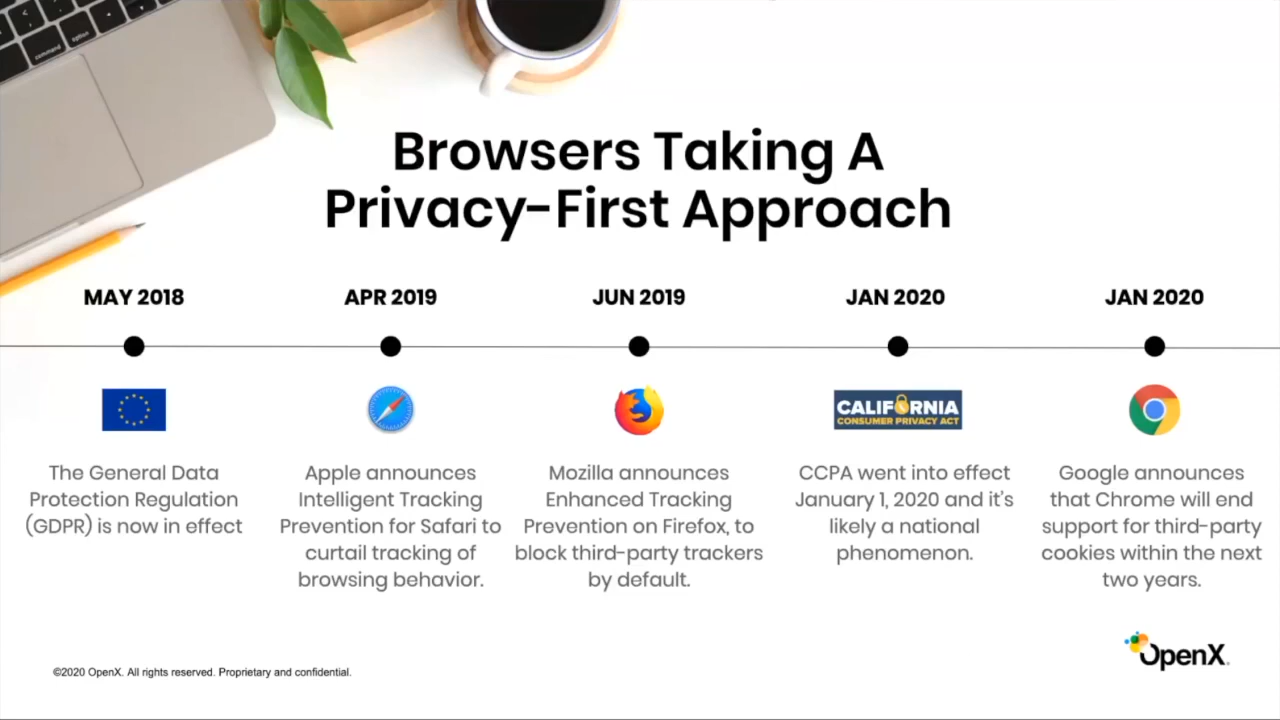 command
option
Browsers Taking A
Privacy-First Approach
MAY 2018
APR 2019
JUN 2019
JAN 2020
JAN 2020
CALIFORNIA
CONSUMER PRIVACY ACT
The General Data
Protection Regulation
(GDPR) is now in effect
Apple announces
Intelligent Tracking
Prevention for Safari to
curtail tracking of
browsing behavior.
Mozilla announces
Enhanced Tracking
Prevention on Firefox, to
block third-party trackers
by default.
CCPA went into effect
January 1, 2020 and it's
likely a national
phenomenon.
Google announces
that Chrome will end
support for third-party
cookies within the next
two years.
©2020 OpenX. All rights reserved. Proprietary and confidential.
OpenX.